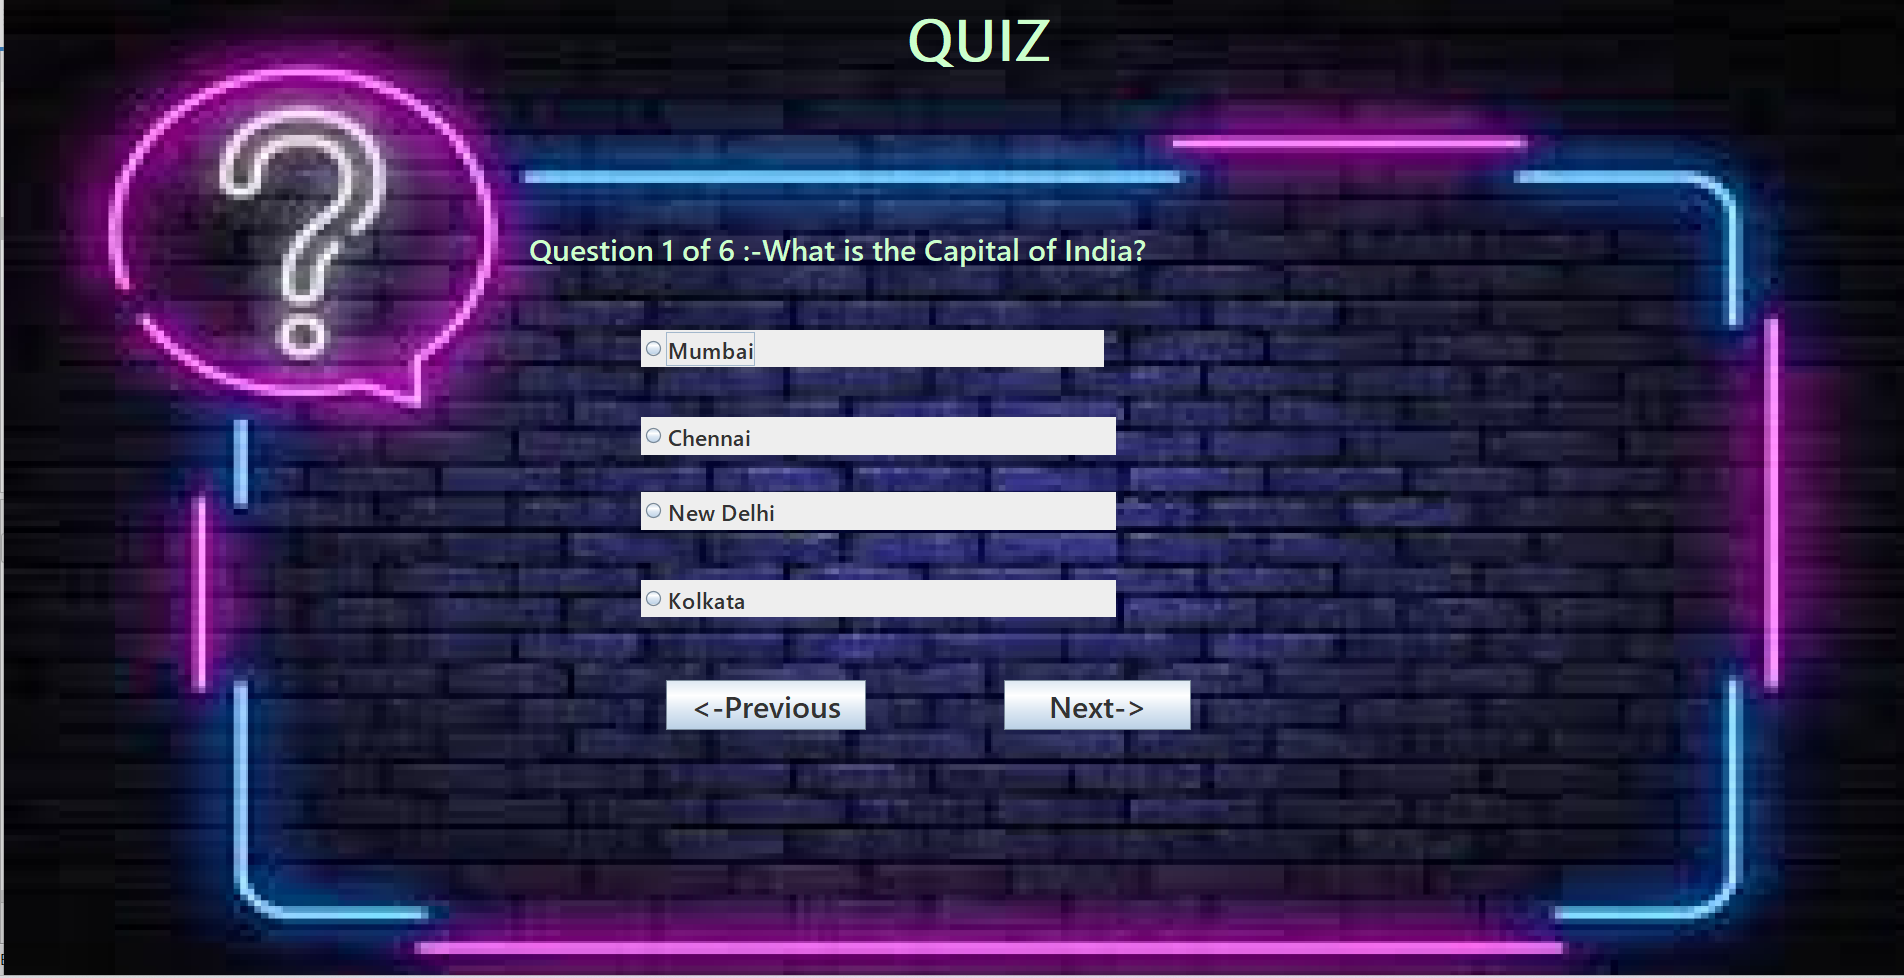 QUIZ
Question 1 of 6 :-What is the Capital of India?
Mumbai
Chennai
New Delhi
Kolkata
<-Previous
Next->